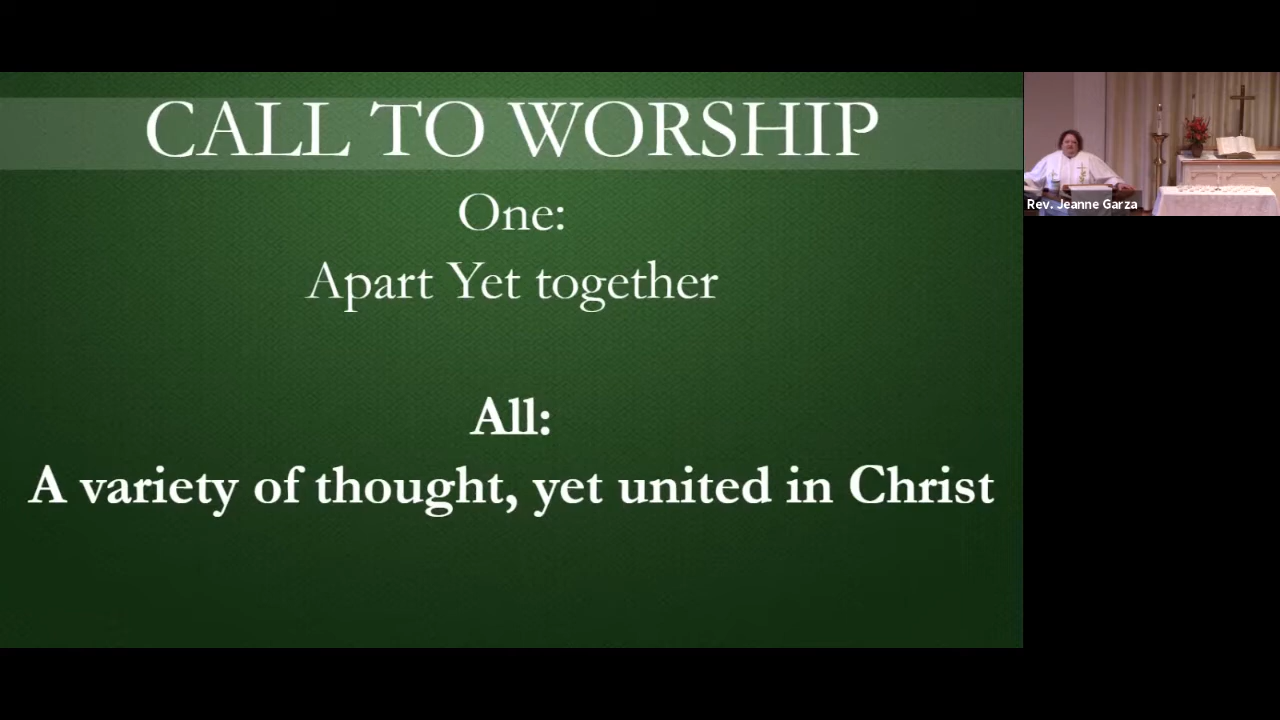 CALL TO WORSHIP
One:
Apart Yet together
All:
A variety of thought, yet united in Christ
Rev. Jeanne Garza